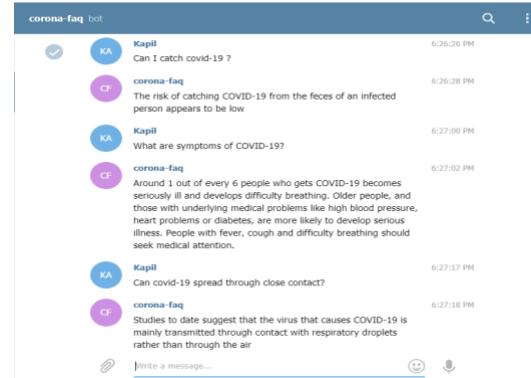 corona-faq bot
KA
Kapil
6:26:26 PM
Can I catch covid-19 ?
CF
corona-faq
6:26:28 PM
The risk of catching COVID-19 from the feces of an infected
person appears to be low
KA
Kapil
6:27:00 PM
What are symptoms of COVID-19?
CF
corona-faq
6:27:02 PM
Around 1 out of every 6 people who gets COVID-19 becomes
seriously ill and develops difficulty breathing. Older people, and
those with underlying medical problems like high blood pressure,
heart problems or diabetes, are more likely to develop serious
illness. People with fever, cough and difficulty breathing should
seek medical attention.
KA
Kapil
6:27:17 PM
Can covid-19 spread through close contact?
CF
corona-faq
6:27:18 PM
Studies to date suggest that the virus that causes COVID-19 is
mainly transmitted through contact with respiratory droplets
rather than through the air
Write a message...